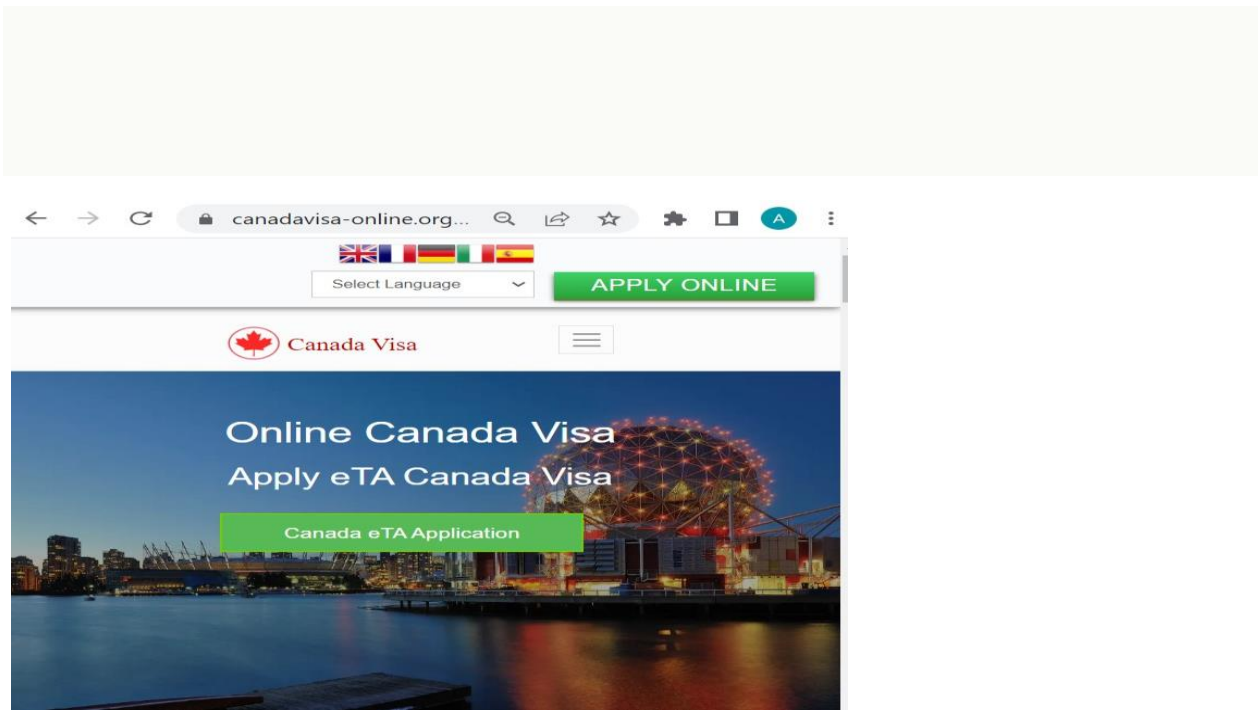 canadavisa-online.org...
A
Select Language
APPLY ONLINE
Canada Visa
Online Canada Visa
Apply eTA Canada Visa
Canada eTA Application